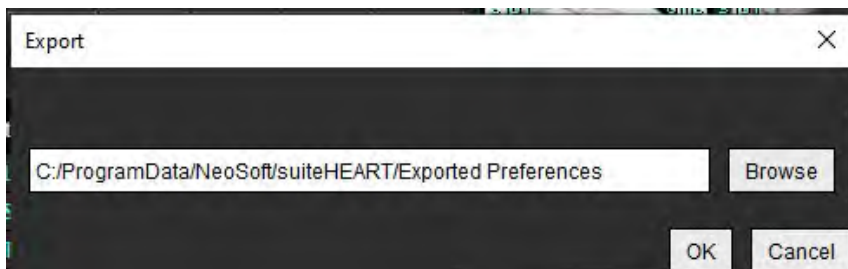 Export
C:/ProgramData/NeoSoft/suiteHEART/Exported Preferences
Browse
OK
Cancel